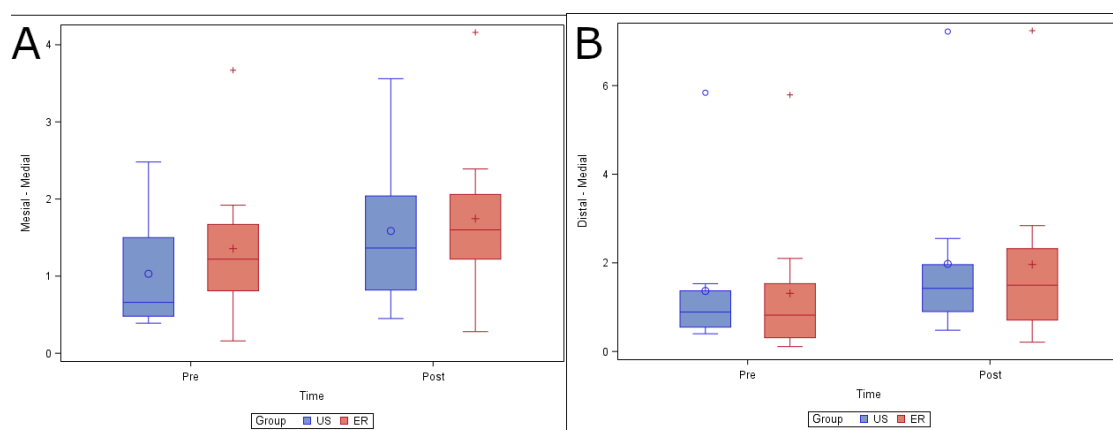 A
Mesial - Medial
4
3
2
1
0
Pre Post
Time
Group US ER
B
Distal - Medial
6
4
2
0
Pre Post
Time
Group US ER